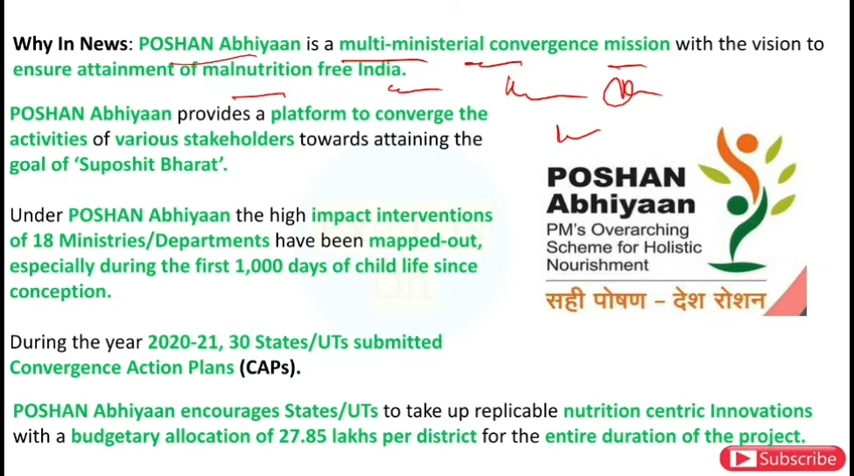 Why In News: POSHAN Abhiyaan is a multi-ministerial convergence mission with the vision to
ensure attainment of malnutrition free India.
POSHAN Abhiyaan provides a platform to converge the
activities of various stakeholders towards attaining the
goal of ‘Suposhit Bharat’.
Under POSHAN Abhiyaan the high impact interventions
of 18 Ministries/Departments have been mapped-out,
especially during the first 1,000 days of child life since
conception.
During the year 2020-21, 30 States/UTs submitted
Convergence Action Plans (CAPs).
POSHAN Abhiyaan encourages States/UTs to take up replicable nutrition centric Innovations
with a budgetary allocation of 27.85 lakhs per district for the entire duration of the project.
POSHAN
Abhiyaan
PM's Overarching
Scheme for Holistic
Nourishment
सही पोषण – देश रोशन
Subscribe